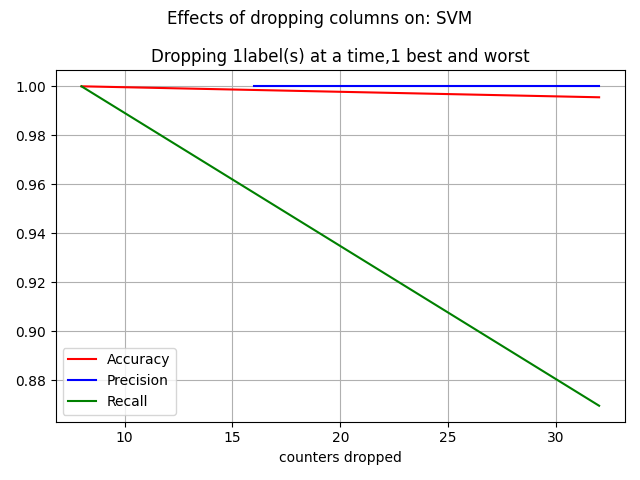 Effects of dropping columns on: SVM
Dropping 1label(s) at a time,1 best and worst
1.00
0.98
0.96
0.94
0.92
0.90
0.88
Accuracy
Precision
Recall
10 15 20 25 30
counters dropped